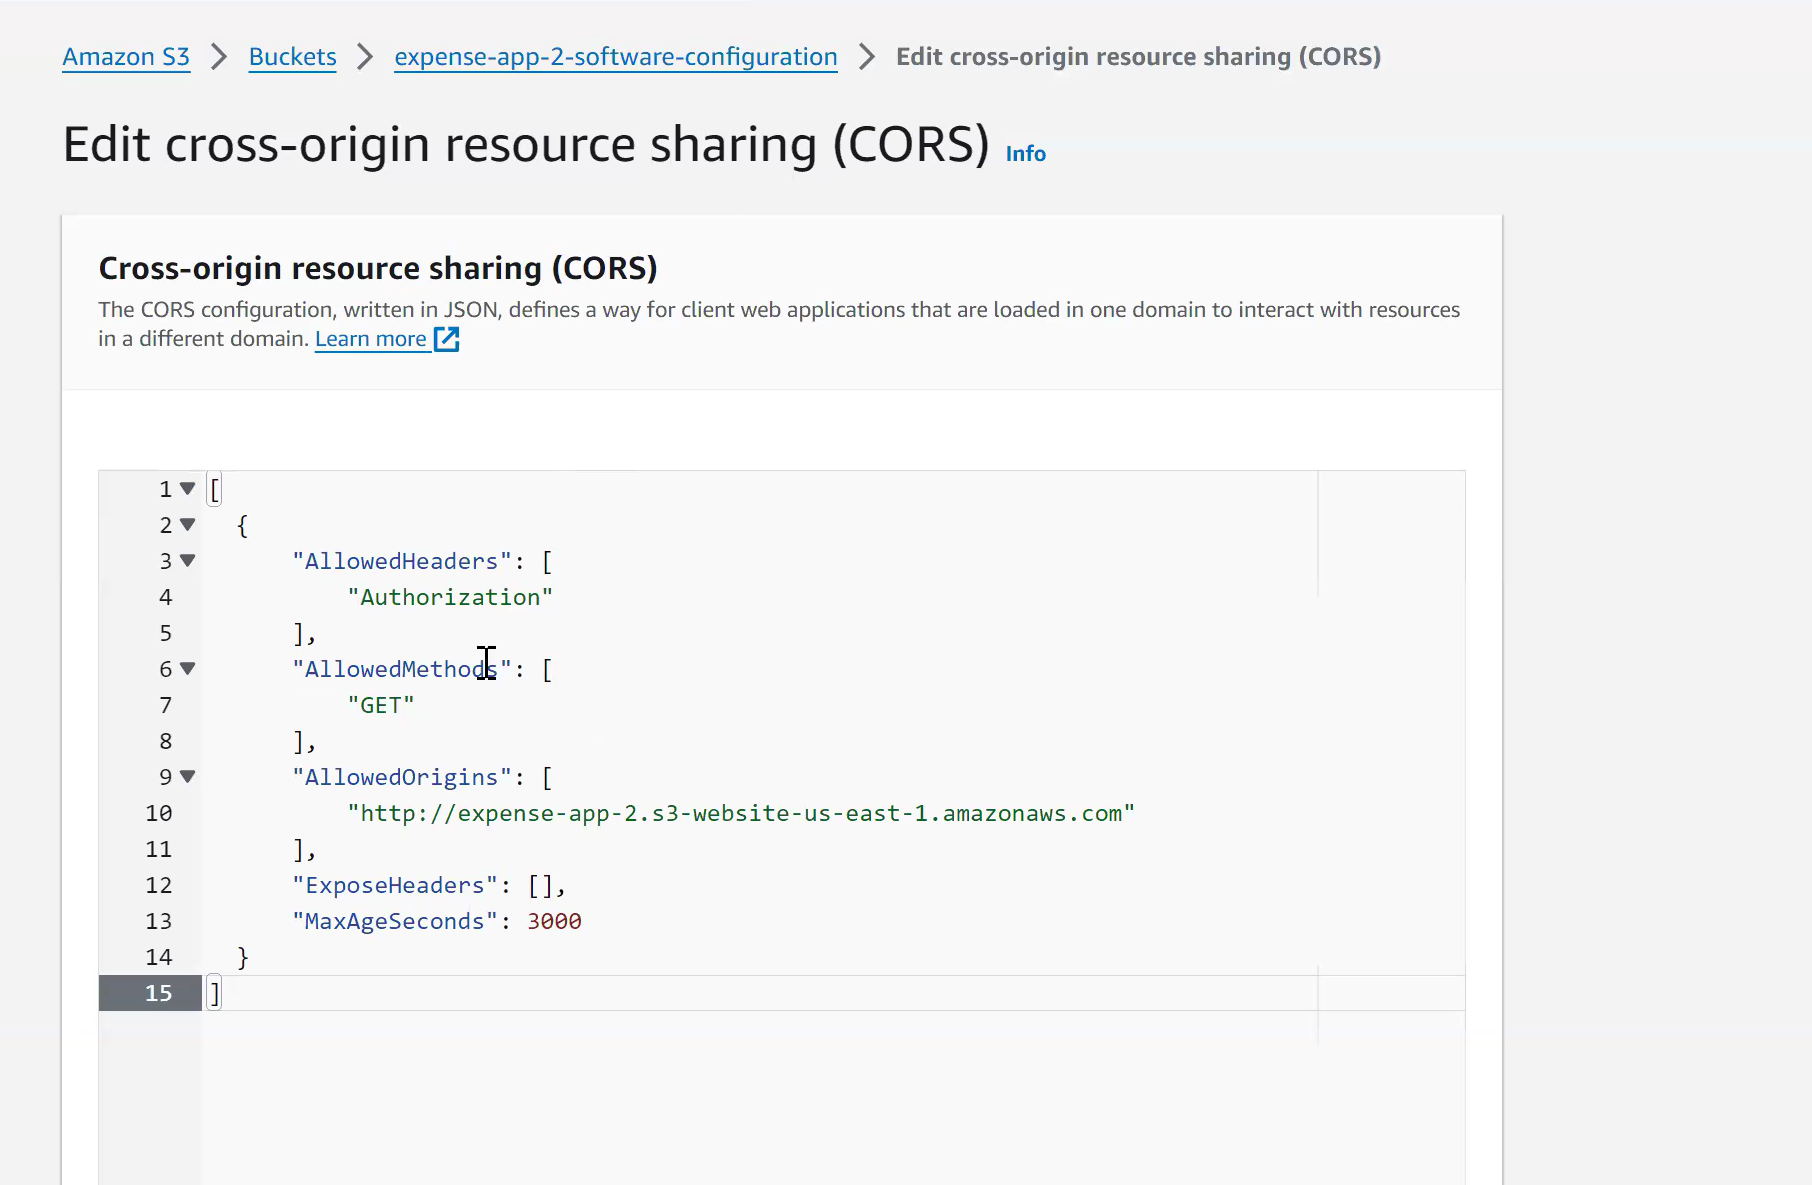 Amazon S3 > Buckets > expense-app-2-software-configuration > Edit cross-origin resource sharing (CORS)
Edit cross-origin resource sharing (CORS) Info
Cross-origin resource sharing (CORS)
The CORS configuration, written in JSON, defines a way for client web applications that are loaded in one domain to interact with resources
in a different domain. Learn more
1 [
2 {
3 "AllowedHeaders": [
4 "Authorization"
5 ],
6 "AllowedMethods": [
7 "GET"
8 ],
9 "AllowedOrigins": [
10 "http://expense-app-2.s3-website-us-east-1.amazonaws.com"
11 ],
12 "ExposeHeaders": [],
13 "MaxAgeSeconds": 3000
14 }
15 ]